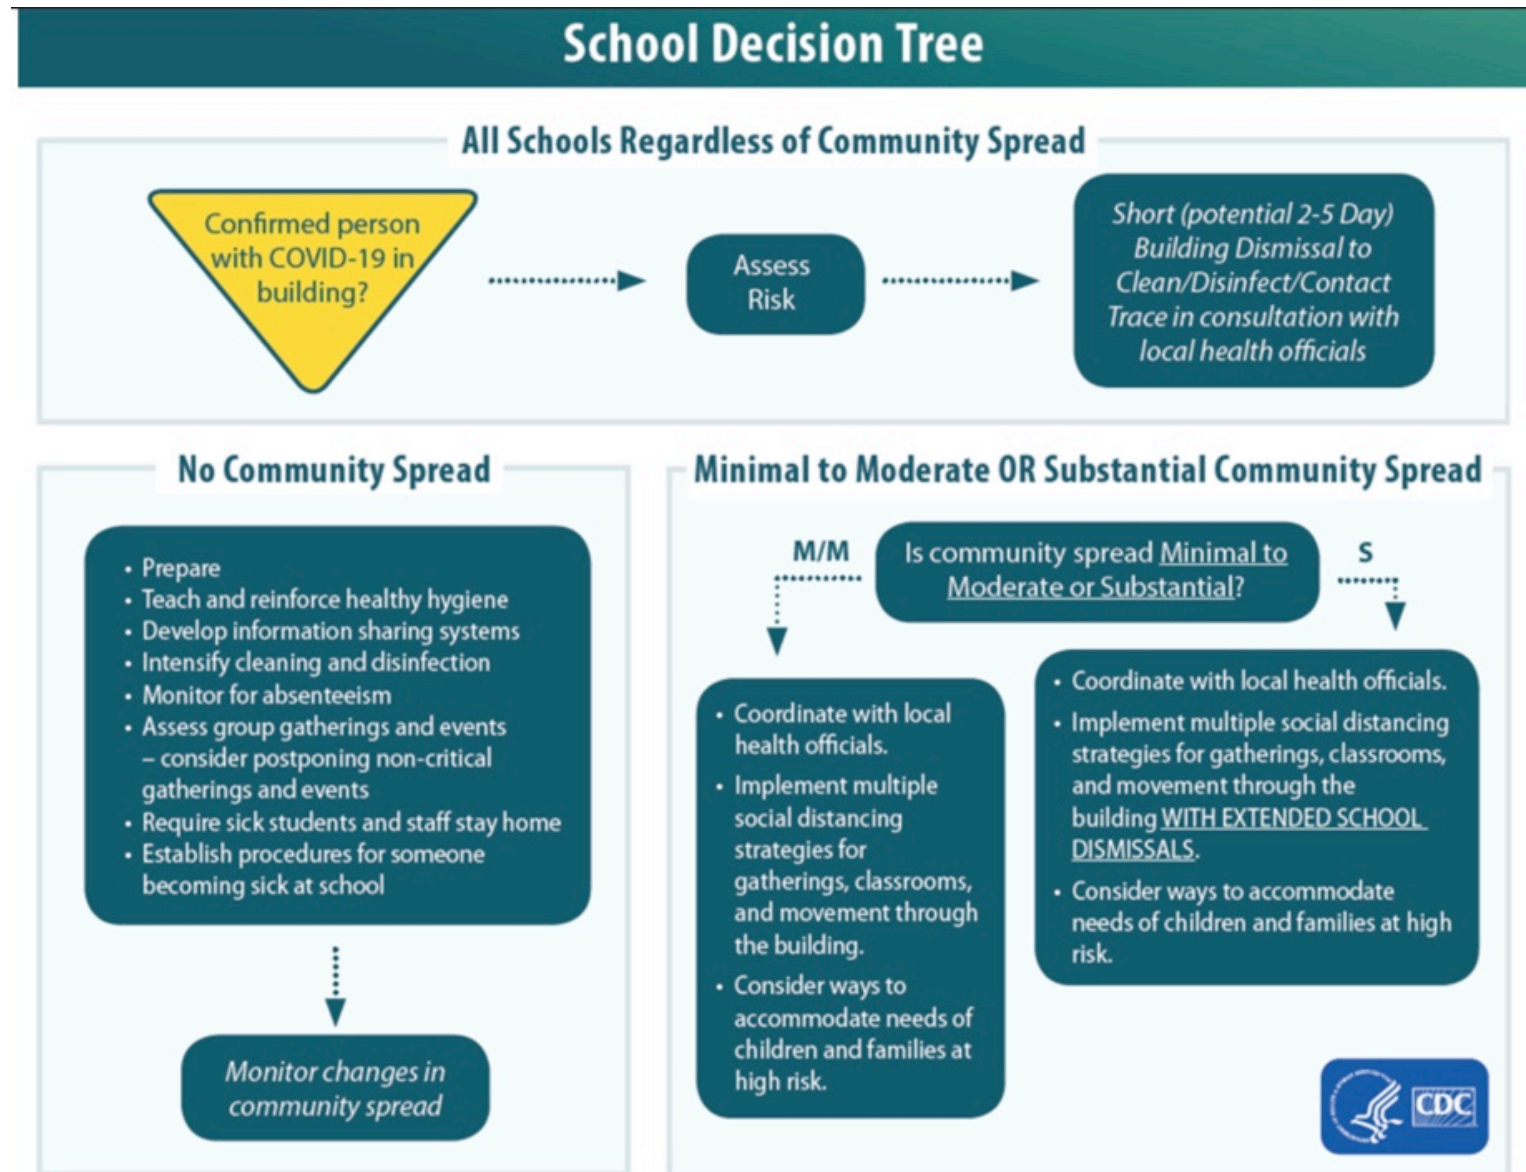 School Decision Tree
All Schools Regardless of Community Spread
Confirmed person
with COVID-19 in
building?
Assess
Risk
Short (potential 2-5 Day)
Building Dismissal to
Clean/Disinfect/Contact
Trace in consultation with
local health officials
No Community Spread
• Prepare
• Teach and reinforce healthy hygiene
• Develop information sharing systems
• Intensify cleaning and disinfection
• Monitor for absenteeism
• Assess group gatherings and events
– consider postponing non-critical
gatherings and events
• Require sick students and staff stay home
• Establish procedures for someone
becoming sick at school
Monitor changes in
community spread
Minimal to Moderate OR Substantial Community Spread
Is community spread Minimal to
Moderate or Substantial?
M/M
• Coordinate with local
health officials.
• Implement multiple
social distancing
strategies for
gatherings, classrooms,
and movement through
the building.
• Consider ways to
accommodate needs of
children and families at
high risk.
S
• Coordinate with local health officials.
• Implement multiple social distancing
strategies for gatherings, classrooms,
and movement through the
building WITH EXTENDED SCHOOL
DISMISSALS.
• Consider ways to accommodate
needs of children and families at high
risk.
CDC